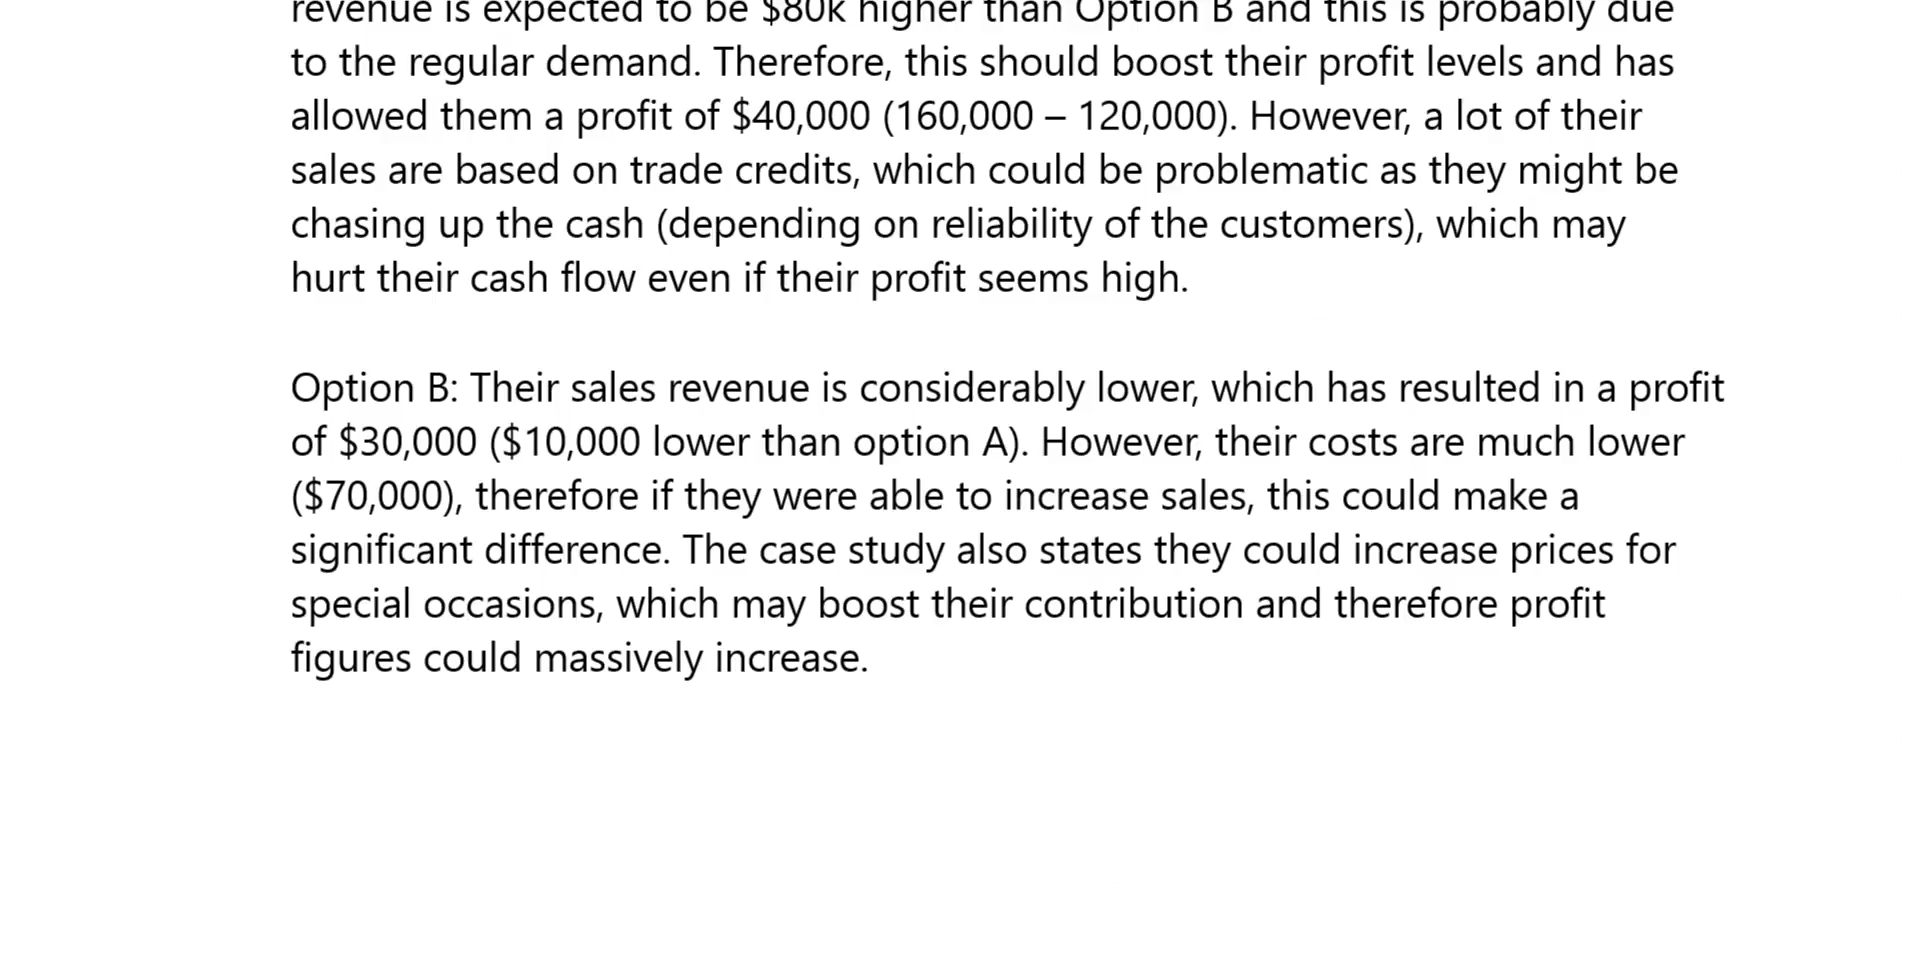 revenue is expected to be $80k higher than Option B and this is probably due
to the regular demand. Therefore, this should boost their profit levels and has
allowed them a profit of $40,000 (160,000 – 120,000). However, a lot of their
sales are based on trade credits, which could be problematic as they might be
chasing up the cash (depending on reliability of the customers), which may
hurt their cash flow even if their profit seems high.
Option B: Their sales revenue is considerably lower, which has resulted in a profit
of $30,000 ($10,000 lower than option A). However, their costs are much lower
($70,000), therefore if they were able to increase sales, this could make a
significant difference. The case study also states they could increase prices for
special occasions, which may boost their contribution and therefore profit
figures could massively increase.